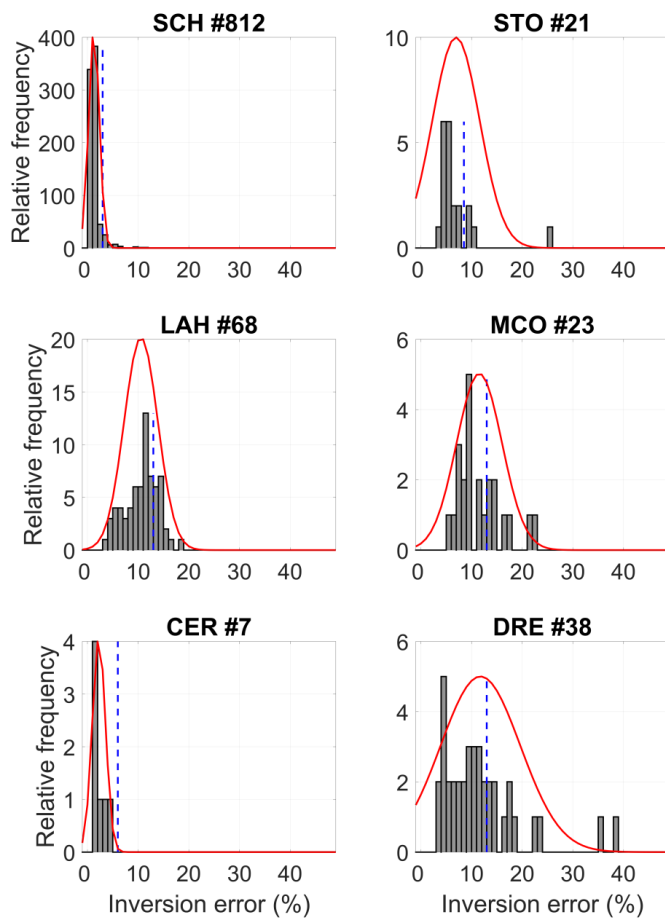 SCH #812
STO #21
Relative frequency
400
300
200
100
0
0 10 20 30 40
10
5
0
0 10 20 30 40
LAH #68
MCO #23
Relative frequency
20
15
10
5
0
0 10 20 30 40
6
4
2
0
0 10 20 30 40
CER #7
DRE #38
Relative frequency
4
3
2
1
0
0 10 20 30 40
Inversion error (%)
6
4
2
0
0 10 20 30 40
Inversion error (%)